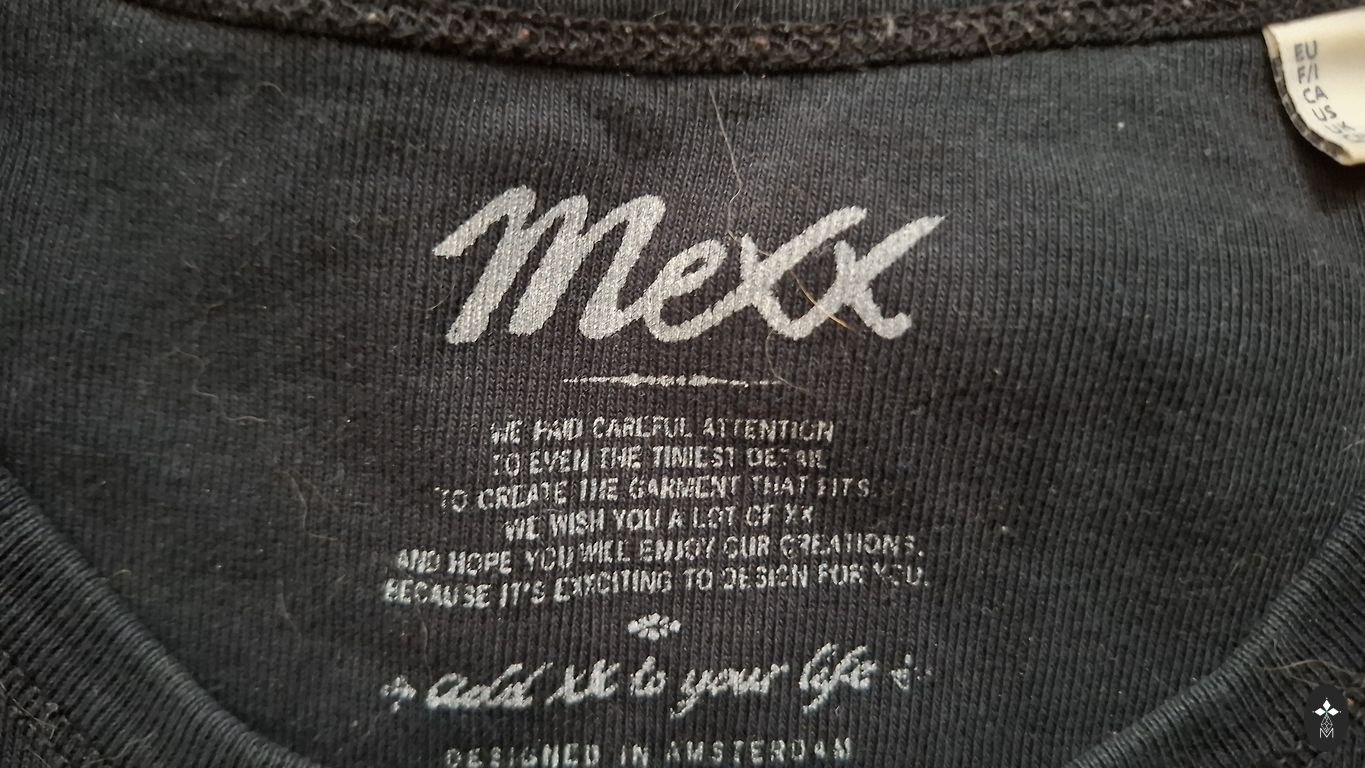 Mexx
WE PAID CAREFUL ATTENTION
TO EVEN THE TINIEST DETAIL
TO CREATE THE GARMENT THAT FITS.
WE WISH YOU A LOT OF XX
AND HOPE YOU WILL ENJOY OUR CREATIONS.
BECAUSE IT'S EXXCITING TO DESIGN FOR YOU.
add xx to your life
DESIGNED IN AMSTERDAM
EU
F/I
US
M